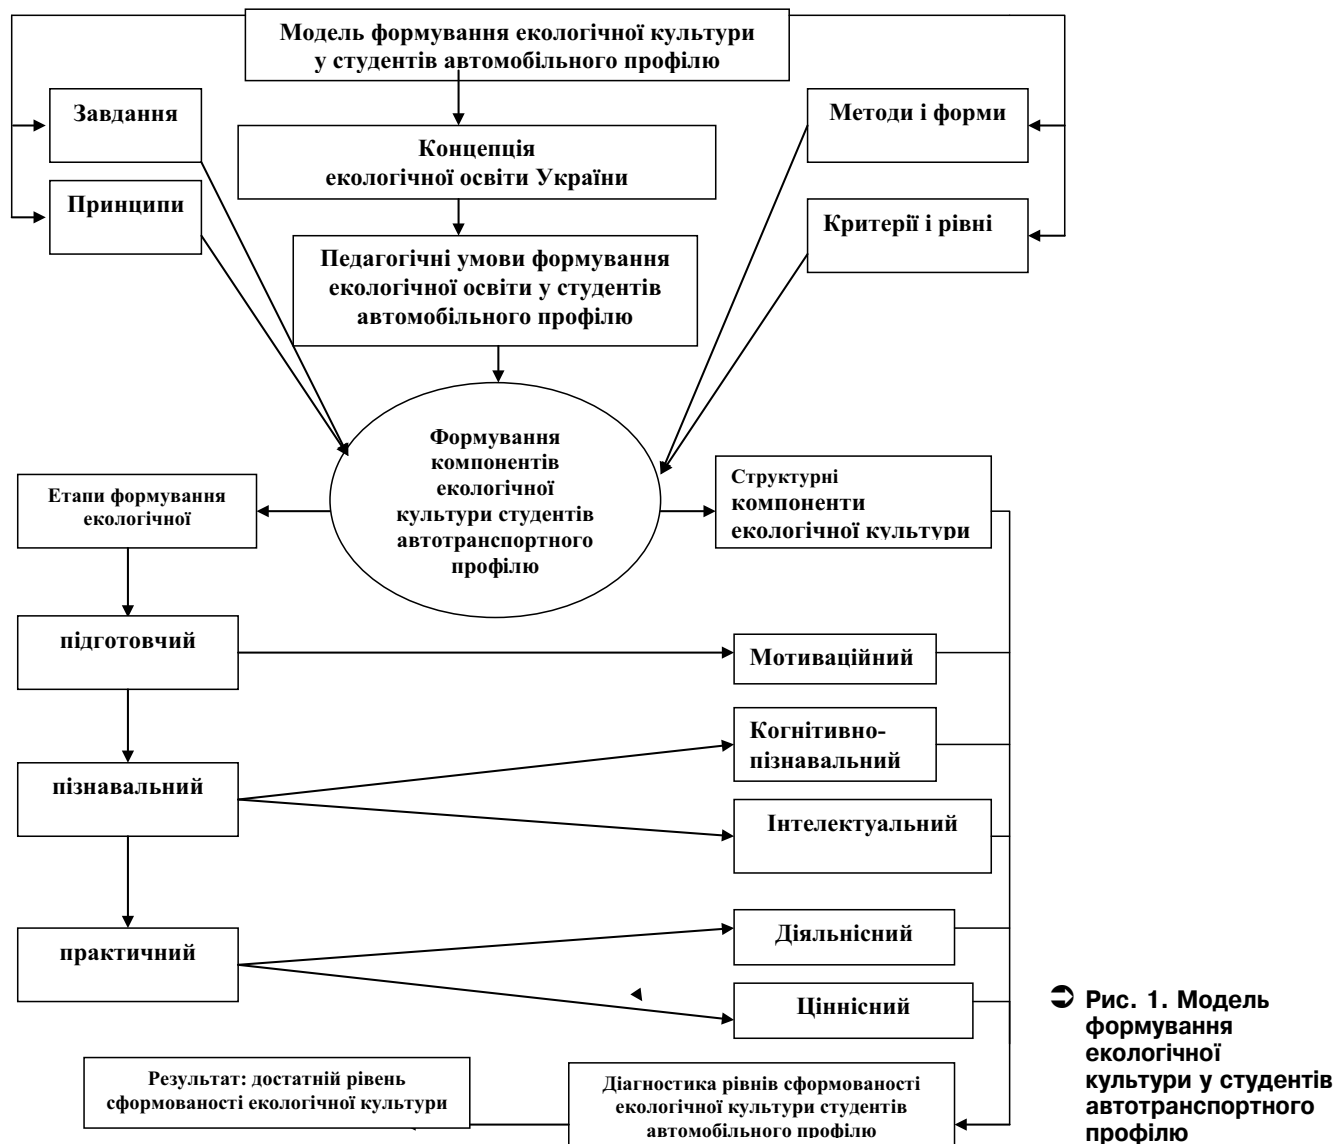 Модель формування екологічної культури
у студентів автомобільного профілю
Завдання
Методи і форми
Концепція
екологічної освіти України
Принципи
Критерії і рівні
Педагогічні умови формування
екологічної освіти у студентів
автомобільного профілю
Формування
компонентів
екологічної
культури студентів
автотранспортного
профілю
Етапи формування
екологічної
Структурні
компоненти
екологічної культури
підготовчий
Мотиваційний
Когнітивно-
пізнавальний
пізнавальний
Інтелектуальний
практичний
Діяльнісний
Ціннісний
Результат: достатній рівень
сформованості екологічної культури
Діагностика рівнів сформованості
екологічної культури студентів
автомобільного профілю
Рис. 1. Модель
формування
екологічної
культури у студентів
автотранспортного
профілю